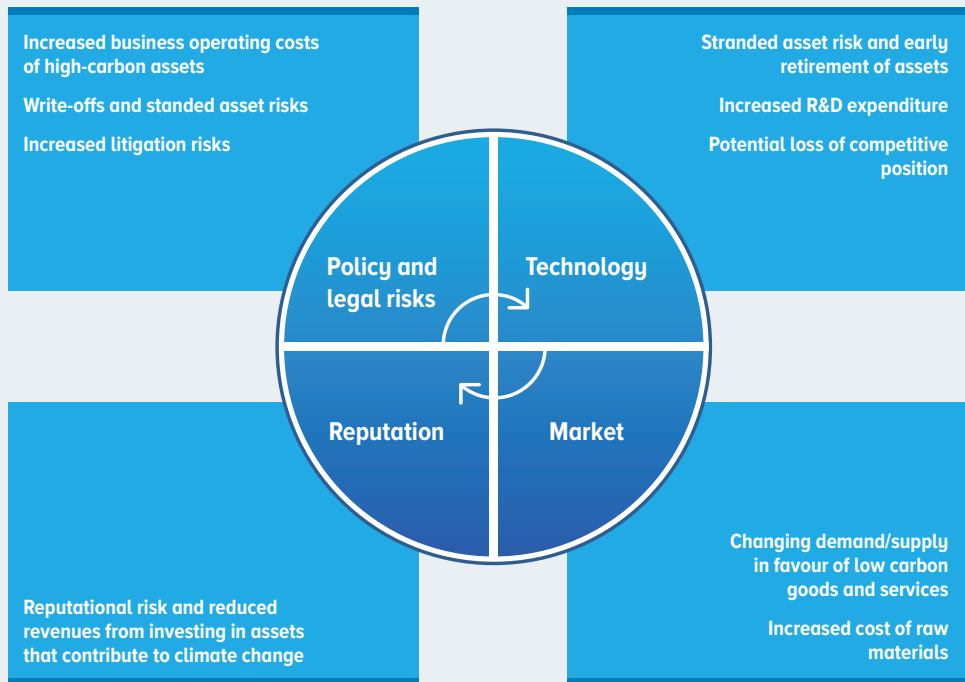 Increased business operating costs
of high-carbon assets
Write-offs and standed asset risks
Increased litigation risks
Stranded asset risk and early
retirement of assets
Increased R&D expenditure
Potential loss of competitive
position
Policy and
legal risks
Technology
Reputation
Market
Reputational risk and reduced
revenues from investing in assets
that contribute to climate change
Changing demand/supply
in favour of low carbon
goods and services
Increased cost of raw
materials